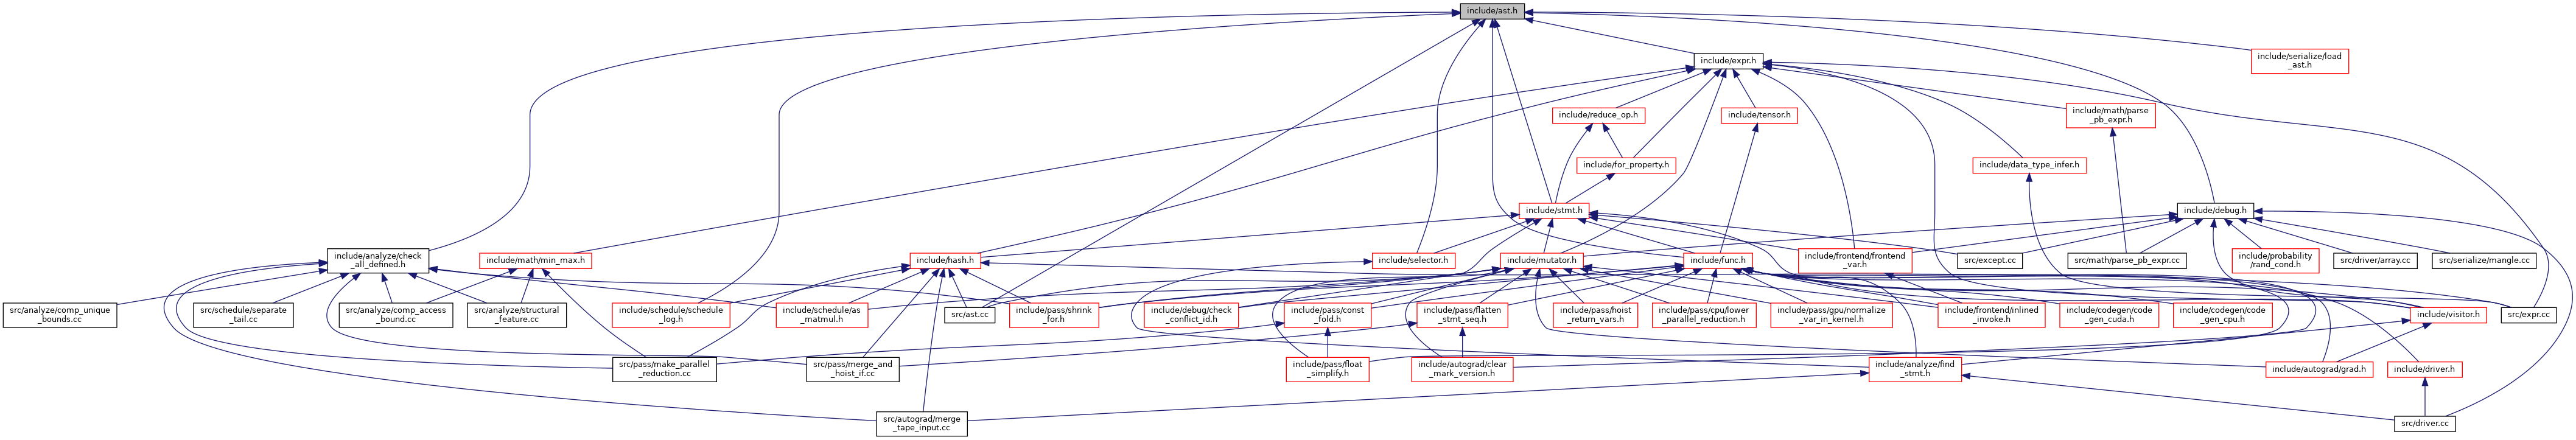 include/ast.h
include/expr.h
include/serialize/load
_ast.h
include/reduce_op.h
include/tensor.h
include/math/parse
_pb_expr.h
include/for_property.h
include/data_type_infer.h
include/stmt.h
include/debug.h
include/analyze/check
_all_defined.h
include/math/min_max.h
include/hash.h
include/selector.h
include/mutator.h
include/func.h
include/frontend/frontend
_var.h
src/except.cc
src/math/parse_pb_expr.cc
include/probability
/rand_cond.h
src/driver/array.cc
src/serialize/mangle.cc
src/analyze/comp_unique
_bounds.cc
src/schedule/separate
_tail.cc
src/analyze/comp_access
_bound.cc
src/analyze/structural
_feature.cc
include/schedule/schedule
_log.h
include/schedule/as
_matmul.h
src/ast.cc
include/pass/shrink
_for.h
include/debug/check
_conflict_id.h
include/pass/const
_fold.h
include/pass/flatten
_stmt_seq.h
include/pass/hoist
_return_vars.h
include/pass/cpu/lower
_parallel_reduction.h
include/pass/gpu/normalize
_var_in_kernel.h
include/frontend/inlined
_invoke.h
include/codegen/code
_gen_cuda.h
include/codegen/code
_gen_cpu.h
include/visitor.h
src/expr.cc
src/pass/make_parallel
_reduction.cc
src/pass/merge_and
_hoist_if.cc
include/pass/float
_simplify.h
include/autograd/clear
_mark_version.h
include/analyze/find
_stmt.h
include/autograd/grad.h
include/driver.h
src/autograd/merge
_tape_input.cc
src/driver.cc